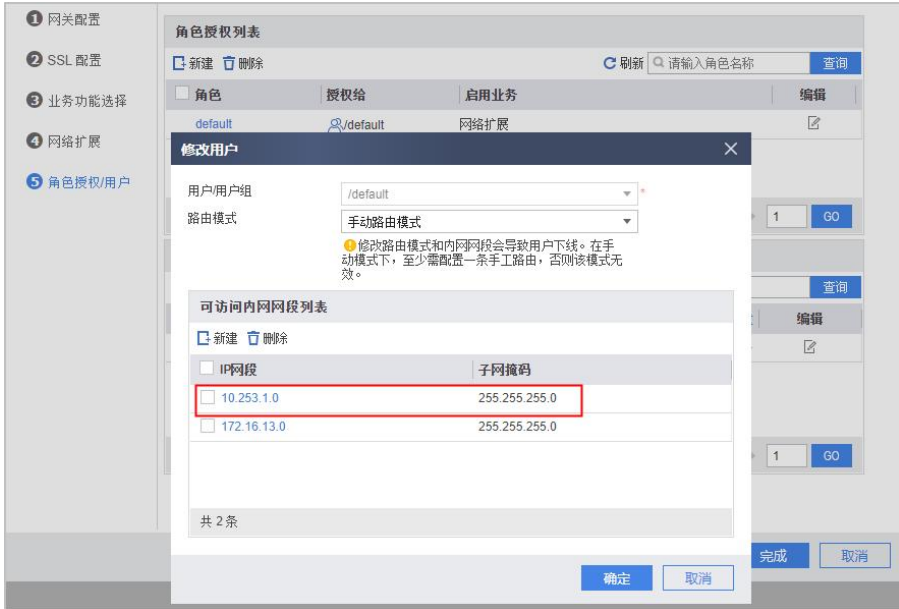 1 网关配置
2 SSL 配置
3 业务功能选择
4 网络扩展
5 角色授权/用户
角色授权列表
新建 删除 刷新 请输入角色名称 查询
角色 授权给 启用业务 编辑
default /default 网络扩展
修改用户
用户/用户组 /default *
路由模式 手动路由模式
修改路由模式和内网网段会导致用户下线。在手
动模式下，至少需配置一条手工路由，否则该模式无
效。
1 GO
查询
编辑
可访问内网网段列表
新建 删除
IP网段 子网掩码
10.253.1.0 255.255.255.0
172.16.13.0 255.255.255.0
1 GO
共 2 条
完成 取消
确定 取消